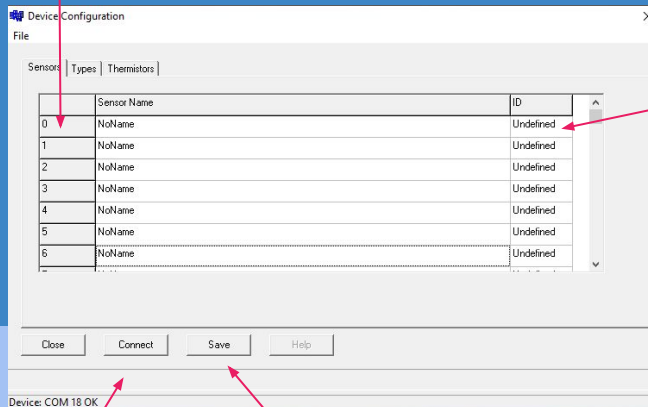 Device Configuration
File
Sensors Types Thermistors
Sensor Name ID
0 NoName Undefined
1 NoName Undefined
2 NoName Undefined
3 NoName Undefined
4 NoName Undefined
5 NoName Undefined
6 NoName Undefined
Close Connect Save Help
Device: COM 18 OK